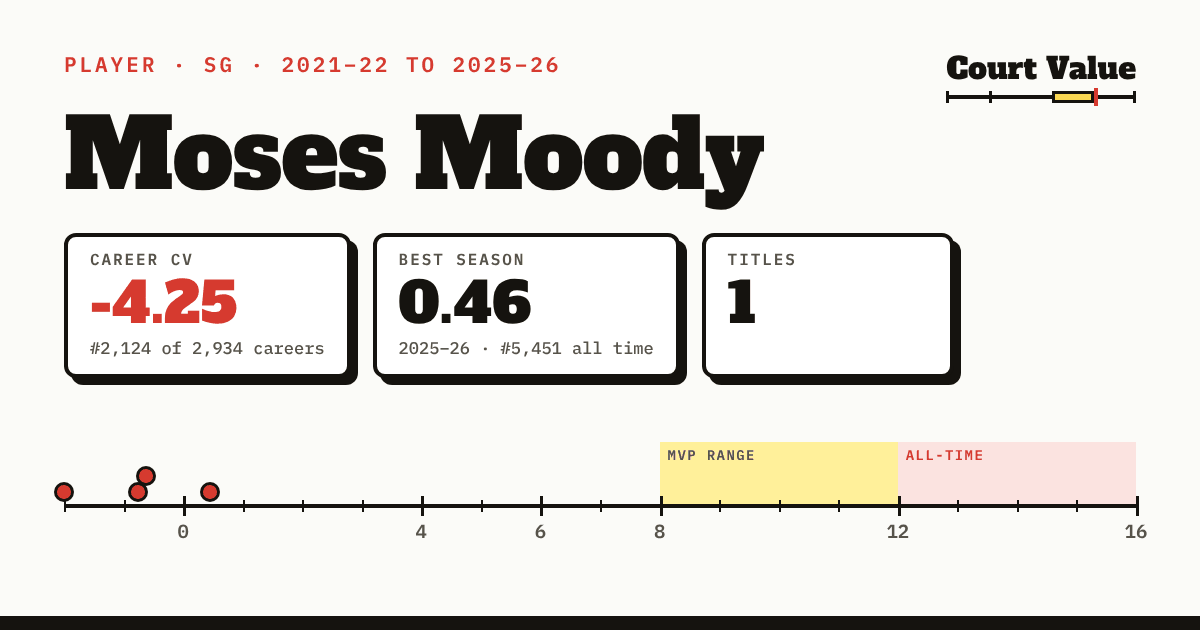 PLAYER · SG · 2021–22 TO 2025–26
Court Value
Moses Moody
CAREER CV
-4.25
#2,124 of 2,934 careers
BEST SEASON
0.46
2025–26 · #5,451 all time
TITLES
1
MVP RANGE
ALL-TIME
0 4 6 8 12 16